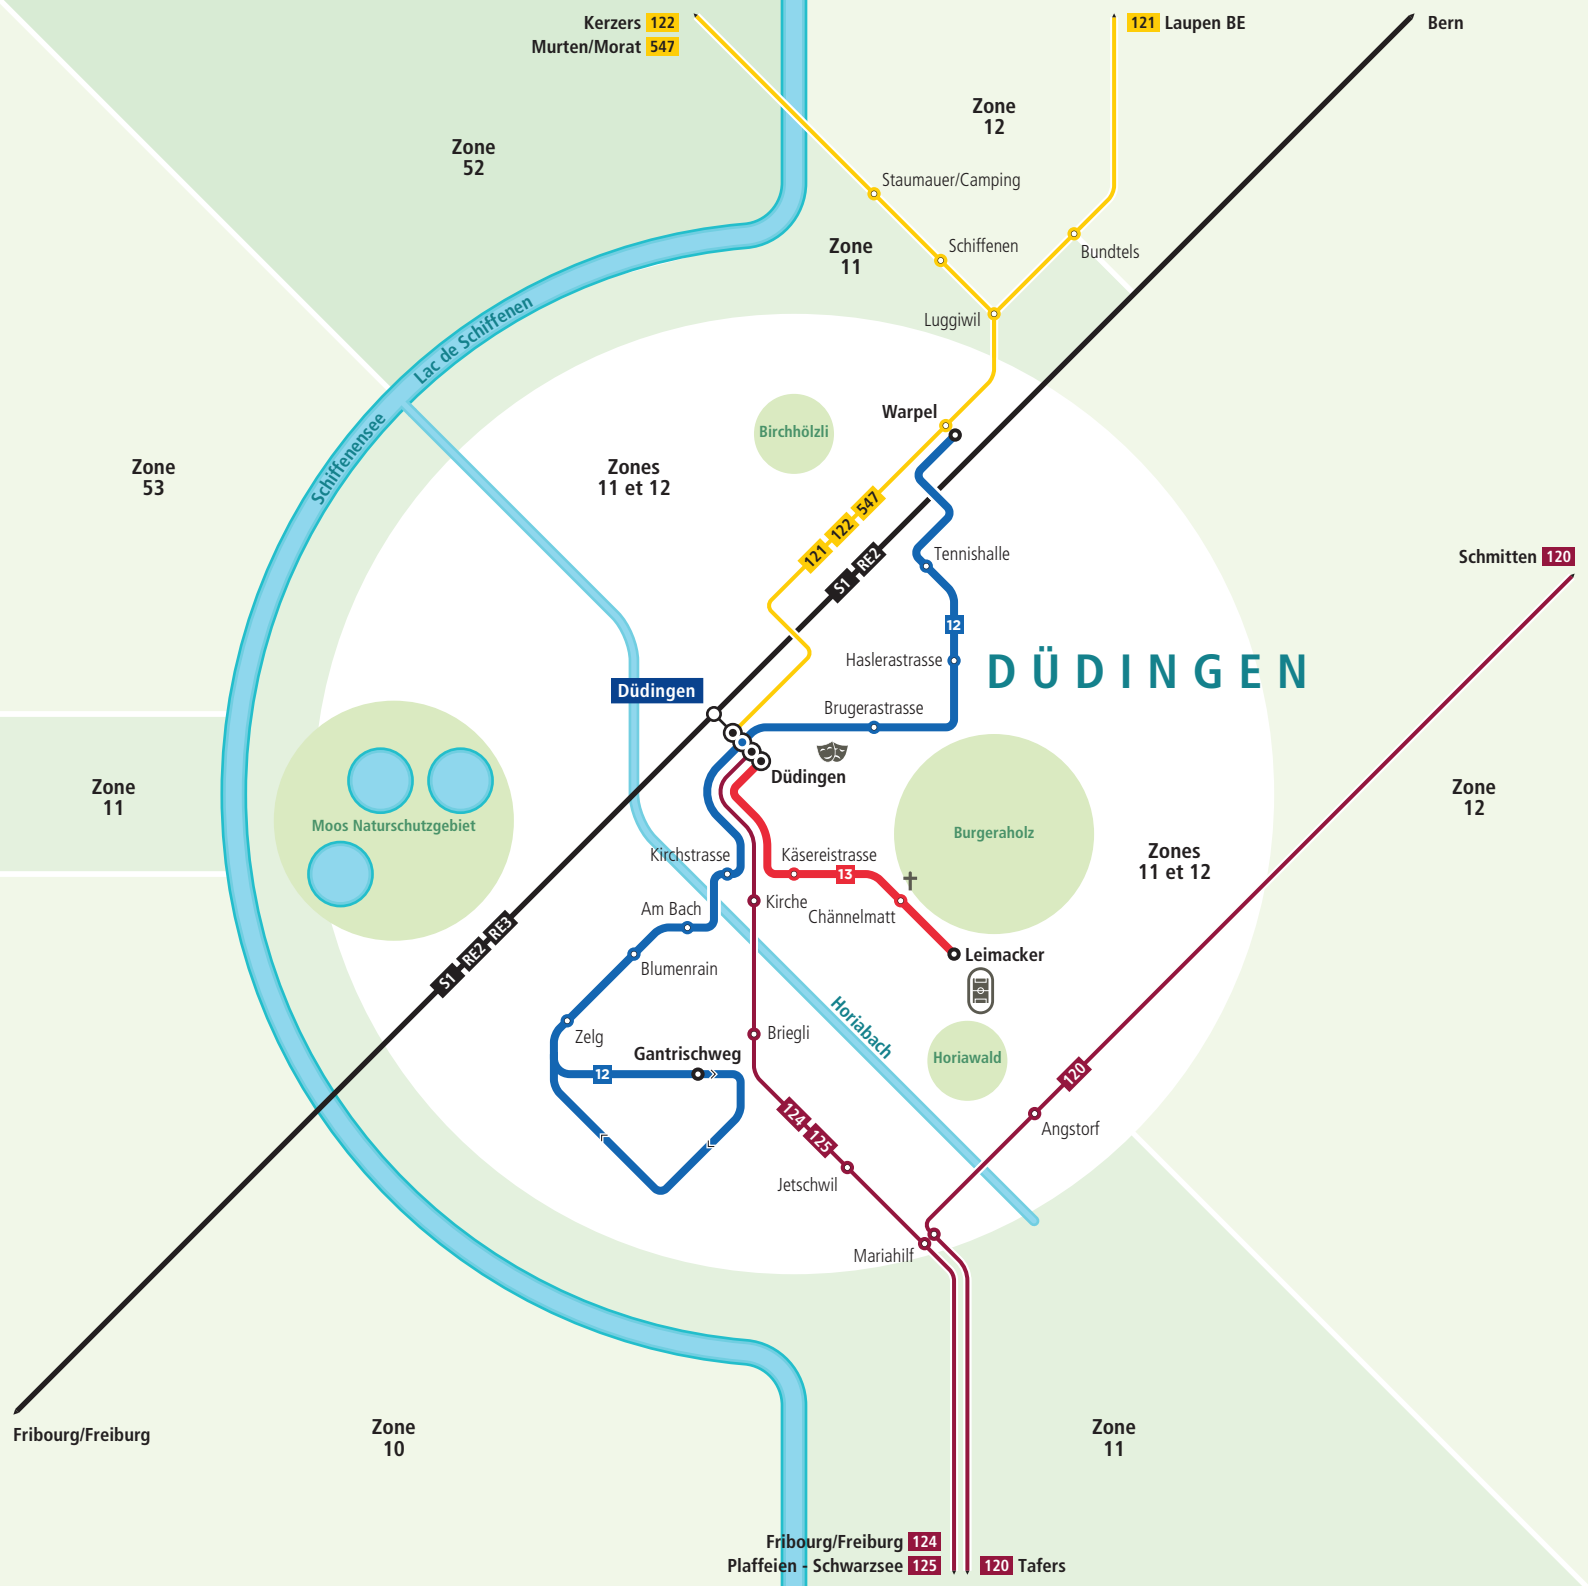 Kerzers 122
Murten/Morat 547
121 Laupen BE
Bern
Zone
12
Zone
52
Staumauer/Camping
Zone
11
Schiffenen
Bundtels
Luggiwil
Lac de Schiffenen
Schiffenensee
Warpel
Birchhölzli
Zone
53
Zones
11 et 12
121 122 547
S1 RE2
Tennishalle
Schmitten 120
12
Haslerastrasse
DÜDINGEN
Düdingen
Brugerastrasse
Düdingen
Zone
11
Zone
12
Moos Naturschutzgebiet
Burgeraholz
Kirchstrasse
Käsereistrasse
13
Zones
11 et 12
Am Bach
Kirche
Chännelmatt
S1 RE2 RE3
Blumenrain
Leimacker
Zelg
Briegli
Horiabach
Gantrischweg
Horiawald
12
120
124 125
Angstorf
Jetschwil
Mariahilf
Fribourg/Freiburg
Zone
10
Zone
11
Fribourg/Freiburg 124
Plaffeien - Schwarzsee 125
120 Tafers